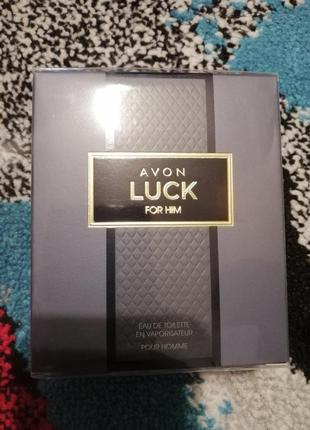 AVON
LUCK
FOR HIM
EAU DE TOILETTE
EN VAPORISATEUR
POUR HOMME